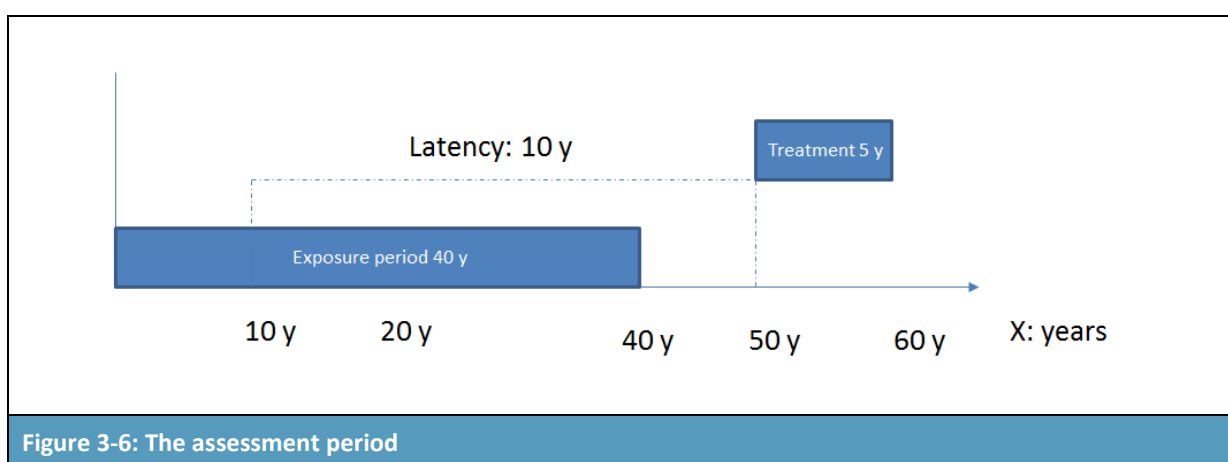 Latency: 10 y
Treatment 5 y
Exposure period 40 y
10 y 20 y 40 y 50 y 60 y X: years
Figure 3-6: The assessment period